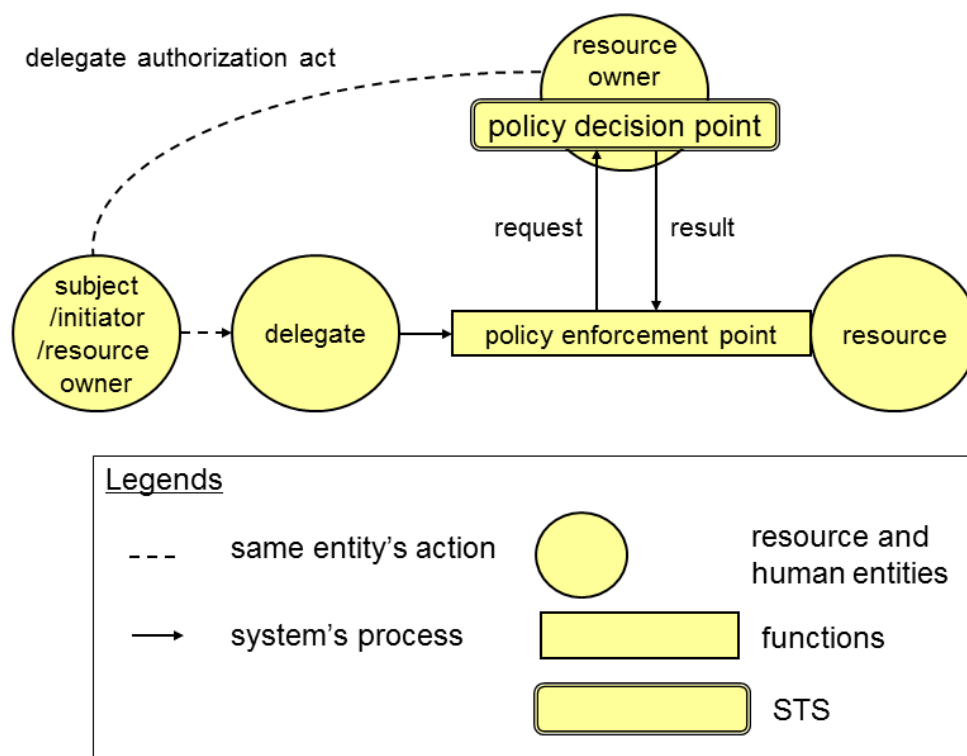 delegate authorization act
resource
owner
policy decision point
request
result
subject
/initiator
/resource
owner
delegate
policy enforcement point
resource
Legends
same entity’s action
resource and
human entities
system’s process
functions
STS